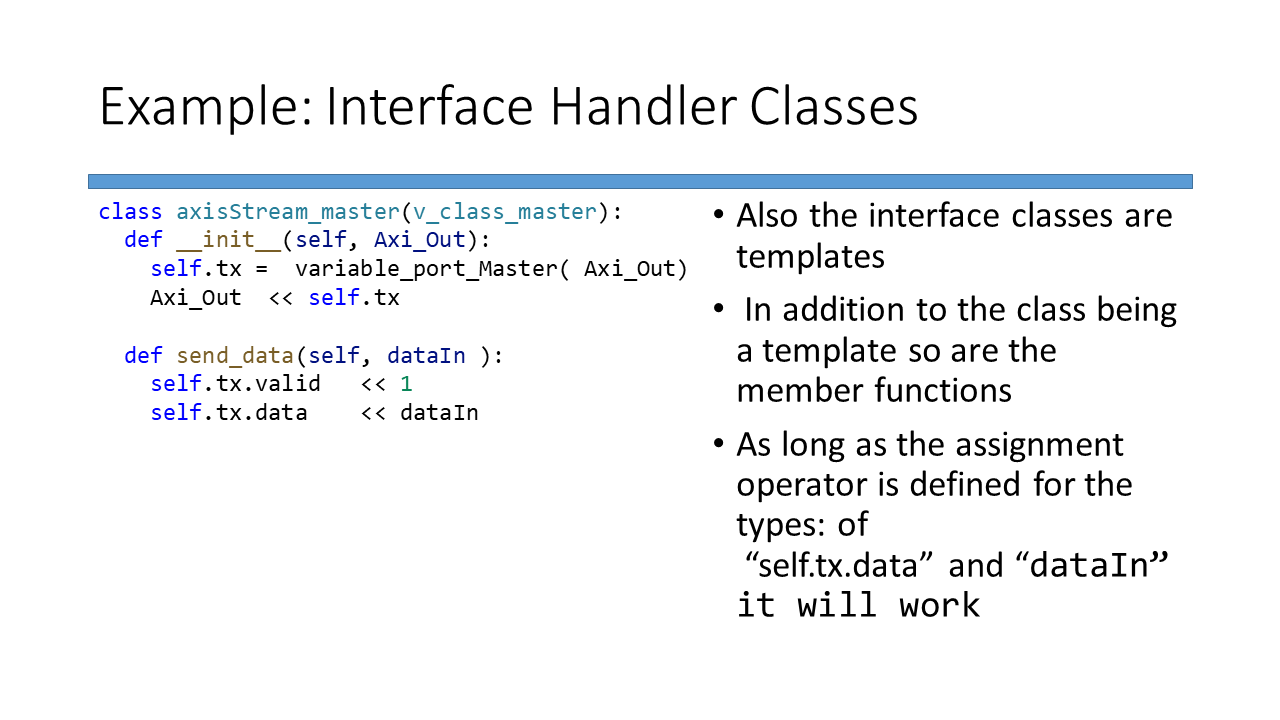 Example: Interface Handler Classes
class axisStream_master(v_class_master):
  def __init__(self, Axi_Out):
    self.tx =  variable_port_Master( Axi_Out)
    Axi_Out  << self.tx
  def send_data(self, dataIn ):
    self.tx.valid   << 1
    self.tx.data    << dataIn
• Also the interface classes are
templates
• In addition to the class being
a template so are the
member functions
• As long as the assignment
operator is defined for the
types: of
“self.tx.data” and “dataIn”
it will work